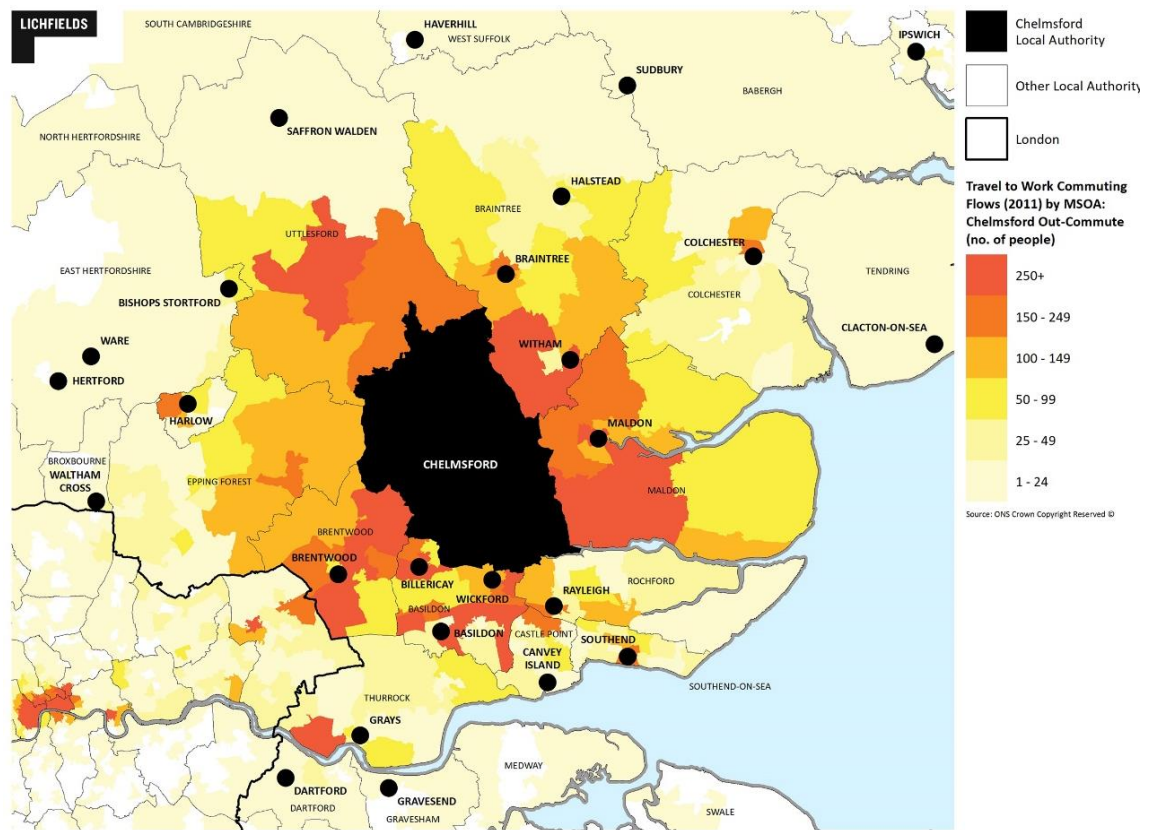 LICHFIELDS
SOUTH CAMBRIDGESHIRE
HAVERHILL
WEST SUFFOLK
IPSWICH
SUDBURY
BABERGH
SAFFRON WALDEN
NORTH HERTFORDSHIRE
HALSTEAD
BRAINTREE
UTTLESFORD
COLCHESTER
BRAINTREE
EAST HERTFORDSHIRE
TENDRING
BISHOPS STORTFORD
COLCHESTER
CLACTON-ON-SEA
WARE
WITHAM
HERTFORD
HARLOW
MALDON
BROXBOURNE
WALTHAM
CROSS
CHELMSFORD
EPPING FOREST
MALDON
BRENTWOOD
BRENTWOOD
BILLERICAY
WICKFORD
RAYLEIGH
ROCHFORD
BASILDON
BASILDON
CASTLE POINT
SOUTHEND
CANVEY
ISLAND
SOUTHEND-ON-SEA
THURROCK
GRAYS
MEDWAY
DARTFORD
DARTFORD
GRAVESEND
GRAVESHAM
SWALE
Chelmsford
Local Authority
Other Local Authority
London
Travel to Work Commuting
Flows (2011) by MSOA:
Chelmsford Out-Commute
(no. of people)
250+
150 - 249
100 - 149
50 - 99
25 - 49
1 - 24
Source: ONS Crown Copyright Reserved ©